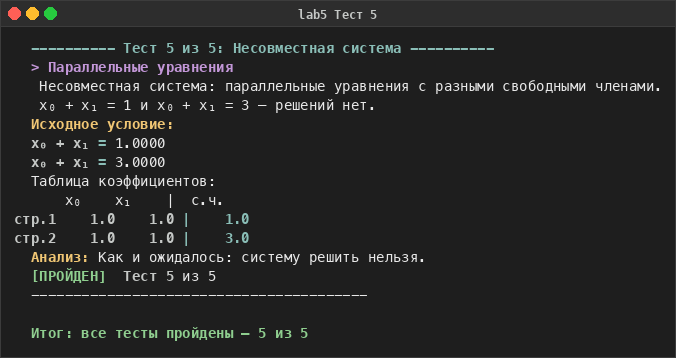 lab5 Тест 5
────────── Тест 5 из 5: Несовместная система ──────────
> Параллельные уравнения
Несовместная система: параллельные уравнения с разными свободными членами.
x₀ + x₁ = 1 и x₀ + x₁ = 3 — решений нет.
Исходное условие:
x₀ + x₁ = 1.0000
x₀ + x₁ = 3.0000
Таблица коэффициентов:
x₀    x₁    |  с.ч.
стр.1    1.0    1.0 |    1.0
стр.2    1.0    1.0 |    3.0
Анализ: Как и ожидалось: систему решить нельзя.
[ПРОЙДЕН]  Тест 5 из 5
────────────────────────────────────────
Итог: все тесты пройдены — 5 из 5